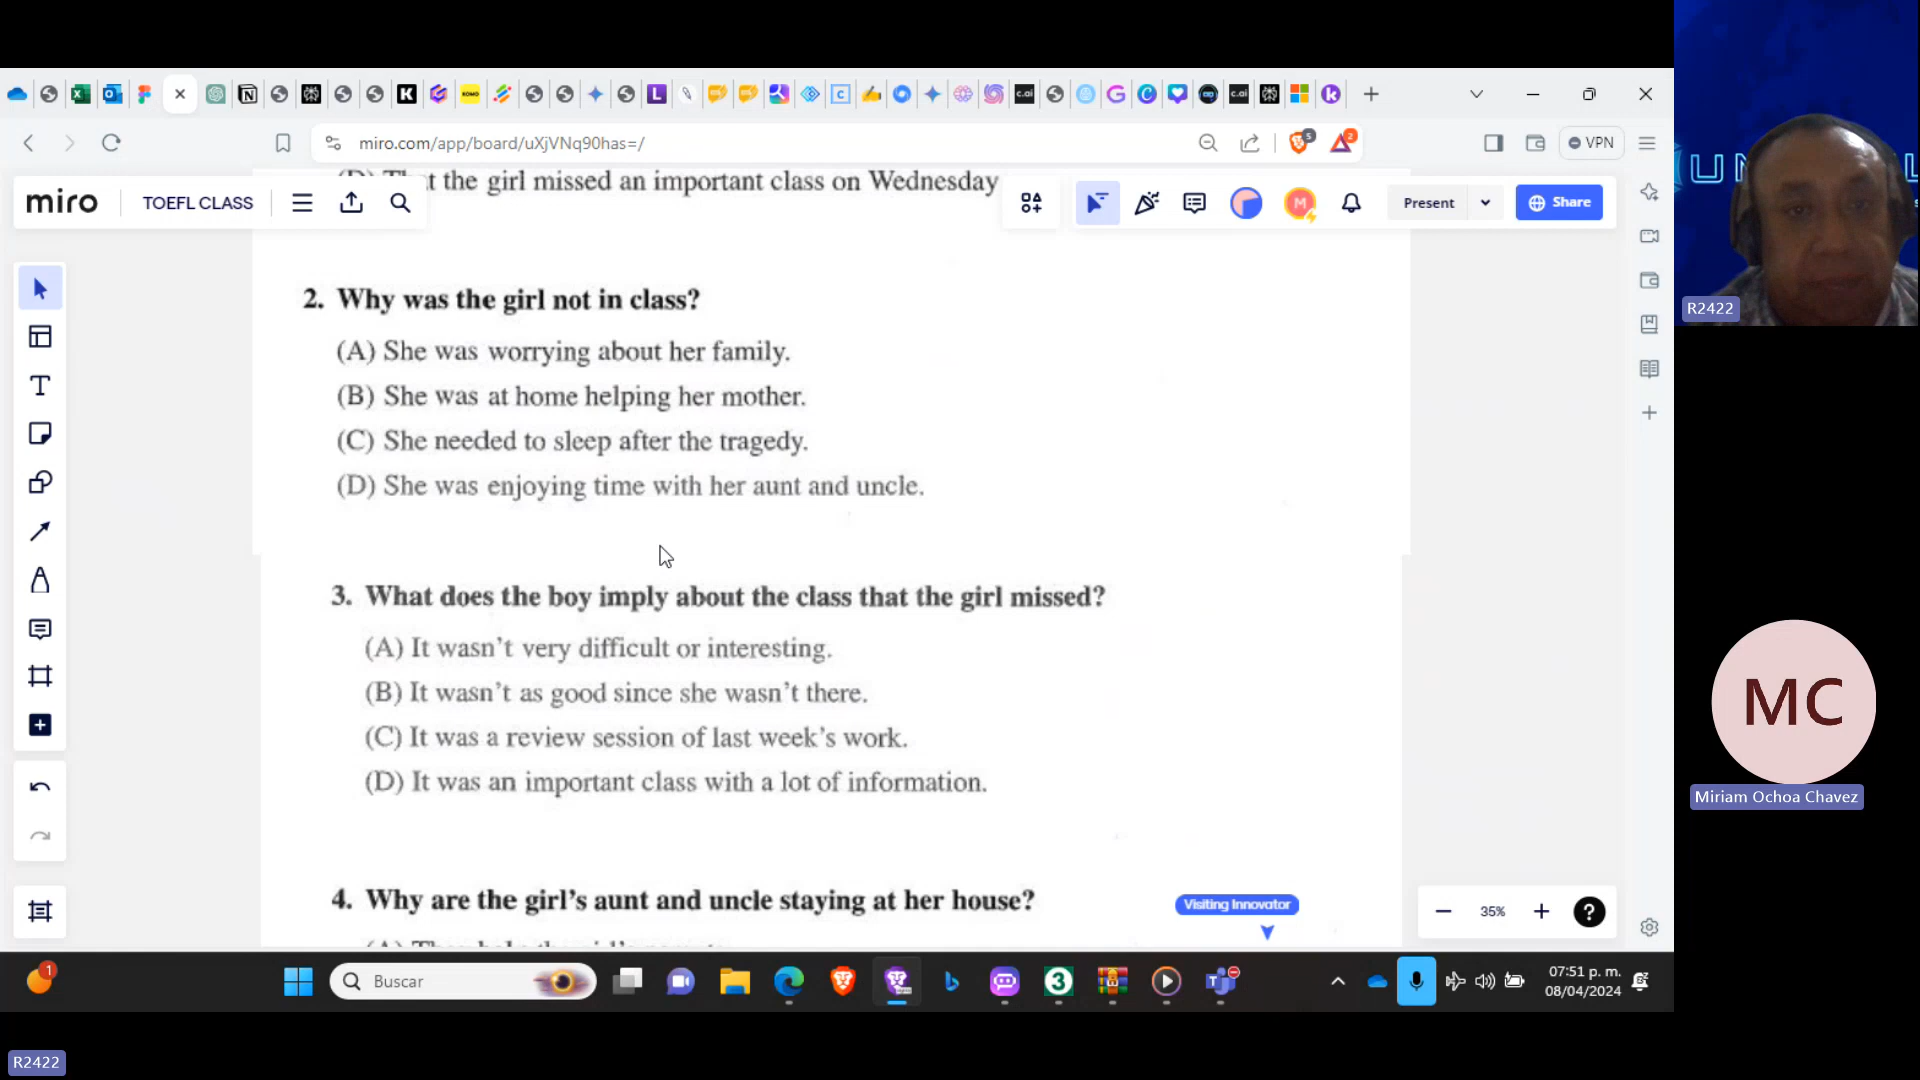 miro.com/app/board/uXjVNq90has=/
VPN
t the girl missed an important class on Wednesday
miro
TOEFL CLASS
M
Present
Share
2. Why was the girl not in class?
(A) She was worrying about her family.
(B) She was at home helping her mother.
(C) She needed to sleep after the tragedy.
(D) She was enjoying time with her aunt and uncle.
3. What does the boy imply about the class that the girl missed?
(A) It wasn't very difficult or interesting.
(B) It wasn't as good since she wasn't there.
(C) It was a review session of last week's work.
(D) It was an important class with a lot of information.
4. Why are the girl's aunt and uncle staying at her house?
Visiting Innovator
35%
Buscar
07:51 p. m.
08/04/2024
R2422
MC
Miriam Ochoa Chavez
R2422